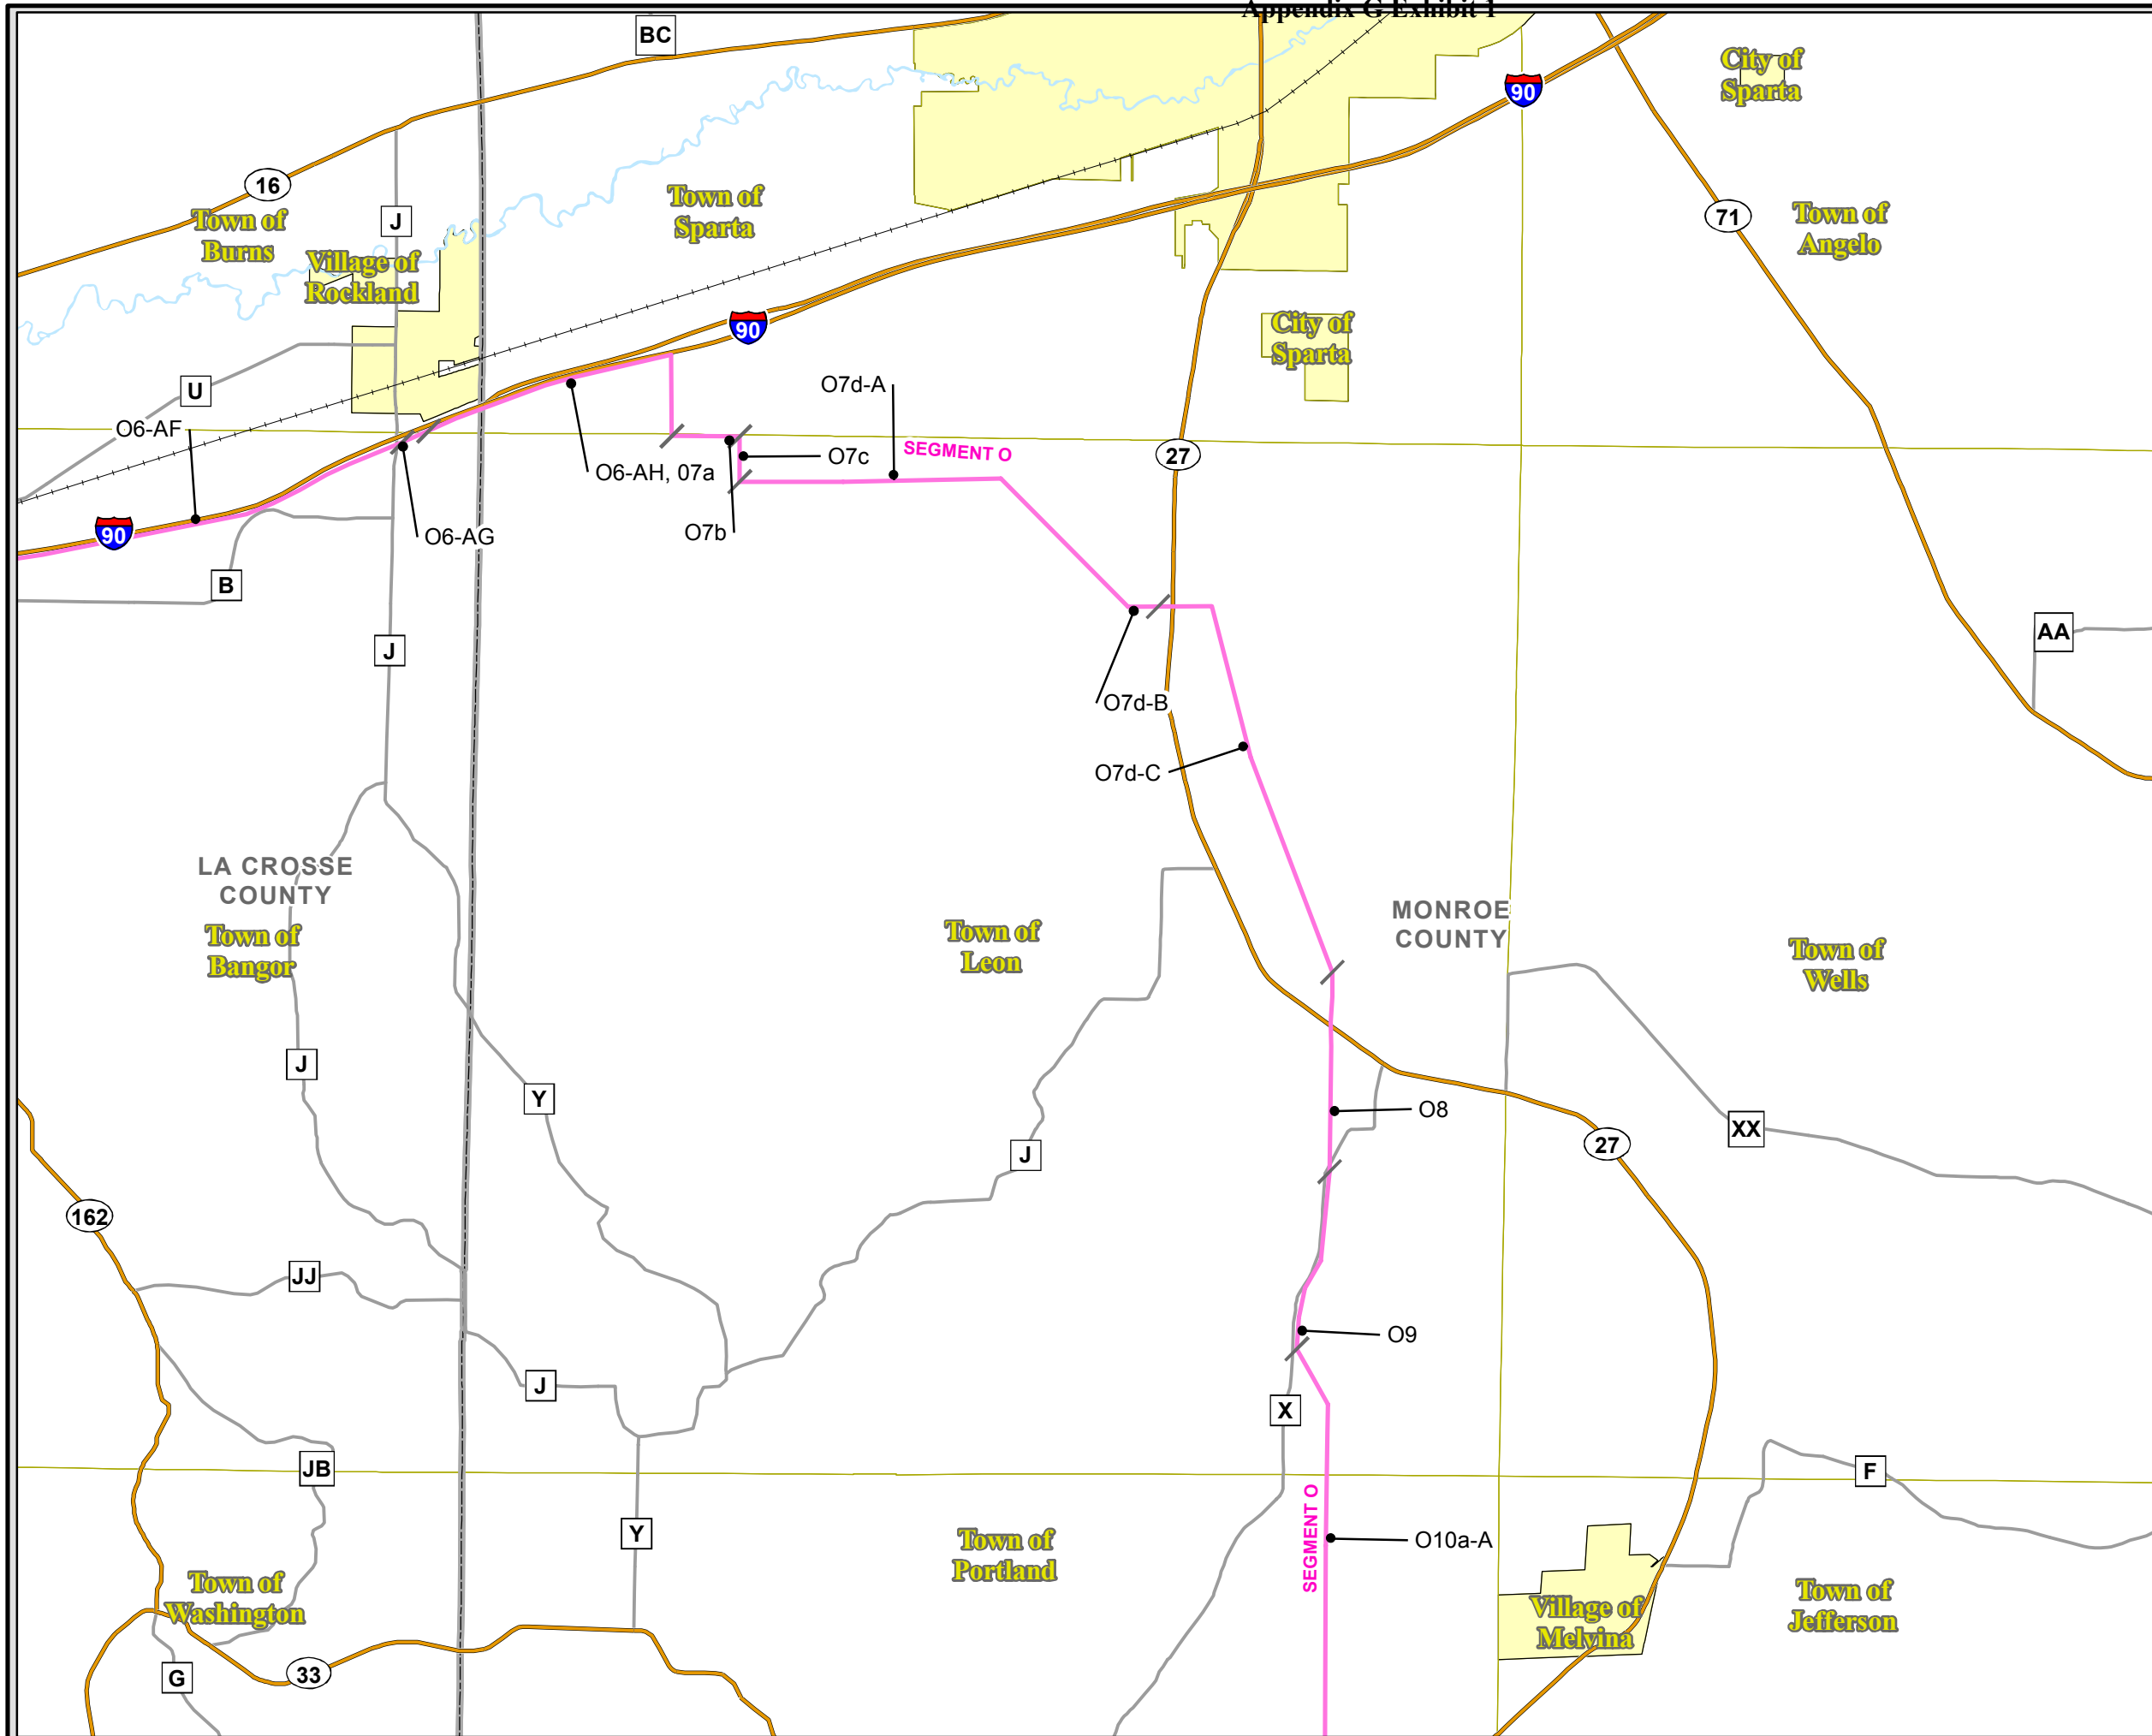 Appendix G Exhibit 1
BC
City of
Sparta
90
16
Town of
Sparta
Town of
Burns
J
71
Town of
Angelo
Village of
Rockland
90
City of
Sparta
U
O7d-A
O6-AF
SEGMENT O
27
O7c
O6-AH, 07a
90
O6-AG
O7b
B
AA
J
O7d-B
O7d-C
LA CROSSE
COUNTY
MONROE
COUNTY
Town of
Bangor
Town of
Leon
Town of
Wells
J
Y
O8
XX
27
J
162
JJ
O9
J
X
JB
F
Y
SEGMENT O
O10a-A
Town of
Portland
Town of
Washington
Village of
Melvina
Town of
Jefferson
33
G